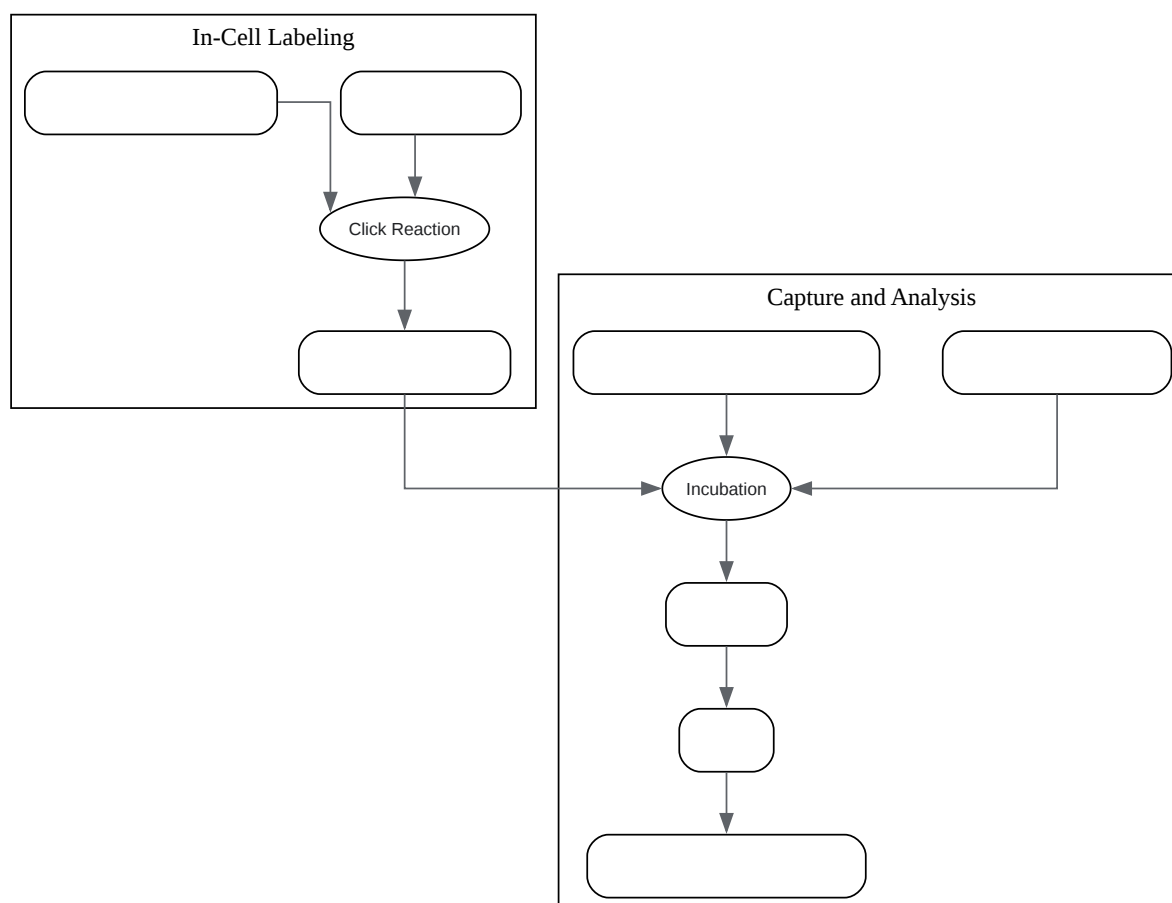 In-Cell Labeling
Click Reaction
Capture and Analysis
Incubation